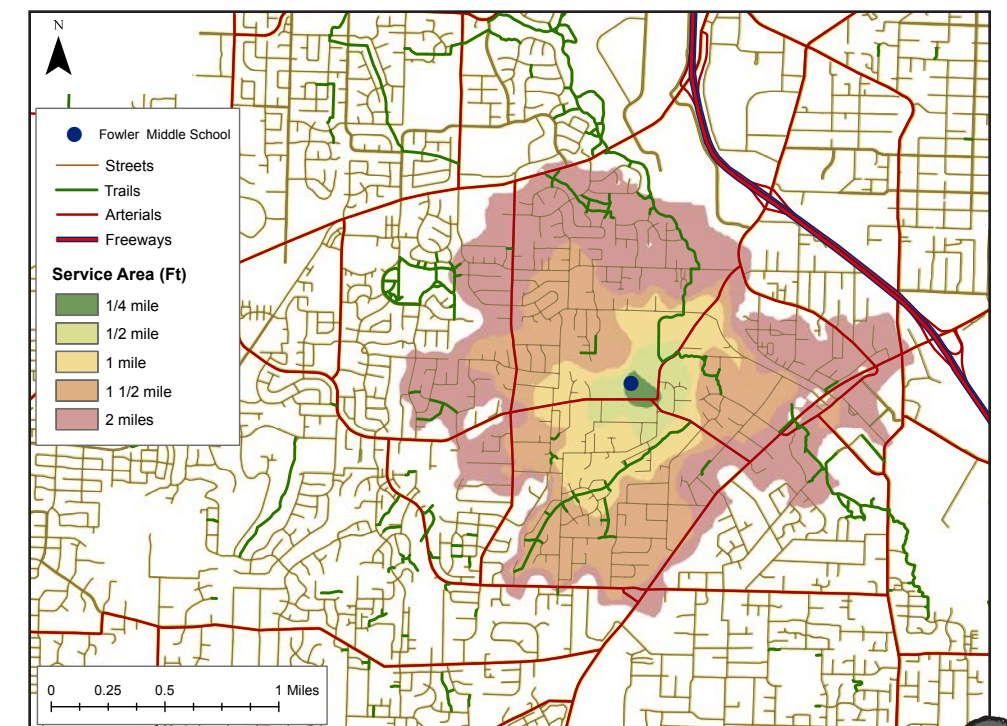 N
Fowler Middle School
Streets
Trails
Arterials
Freeways
Service Area (Ft)
1/4 mile
1/2 mile
1 mile
1 1/2 mile
2 miles
0 0.25 0.5 1 Miles